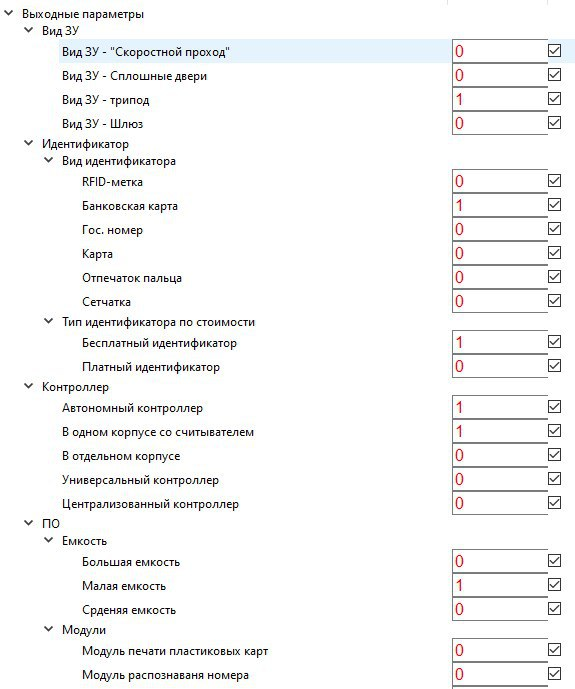 Выходные параметры
Вид ЗУ
Вид ЗУ - "Скоростной проход" 0
Вид ЗУ - Сплошные двери 0
Вид ЗУ - трипод 1
Вид ЗУ - Шлюз 0
Идентификатор
Вид идентификатора
RFID-метка 0
Банковская карта 1
Гос. номер 0
Карта 0
Отпечаток пальца 0
Сетчатка 0
Тип идентификатора по стоимости
Бесплатный идентификатор 1
Платный идентификатор 0
Контроллер
Автономный контроллер 1
В одном корпусе со считывателем 1
В отдельном корпусе 0
Универсальный контроллер 0
Централизованный контроллер 0
ПО
Емкость
Большая емкость 0
Малая емкость 1
Срденяя емкость 0
Модули
Модуль печати пластиковых карт 0
Модуль распознаваня номера 0